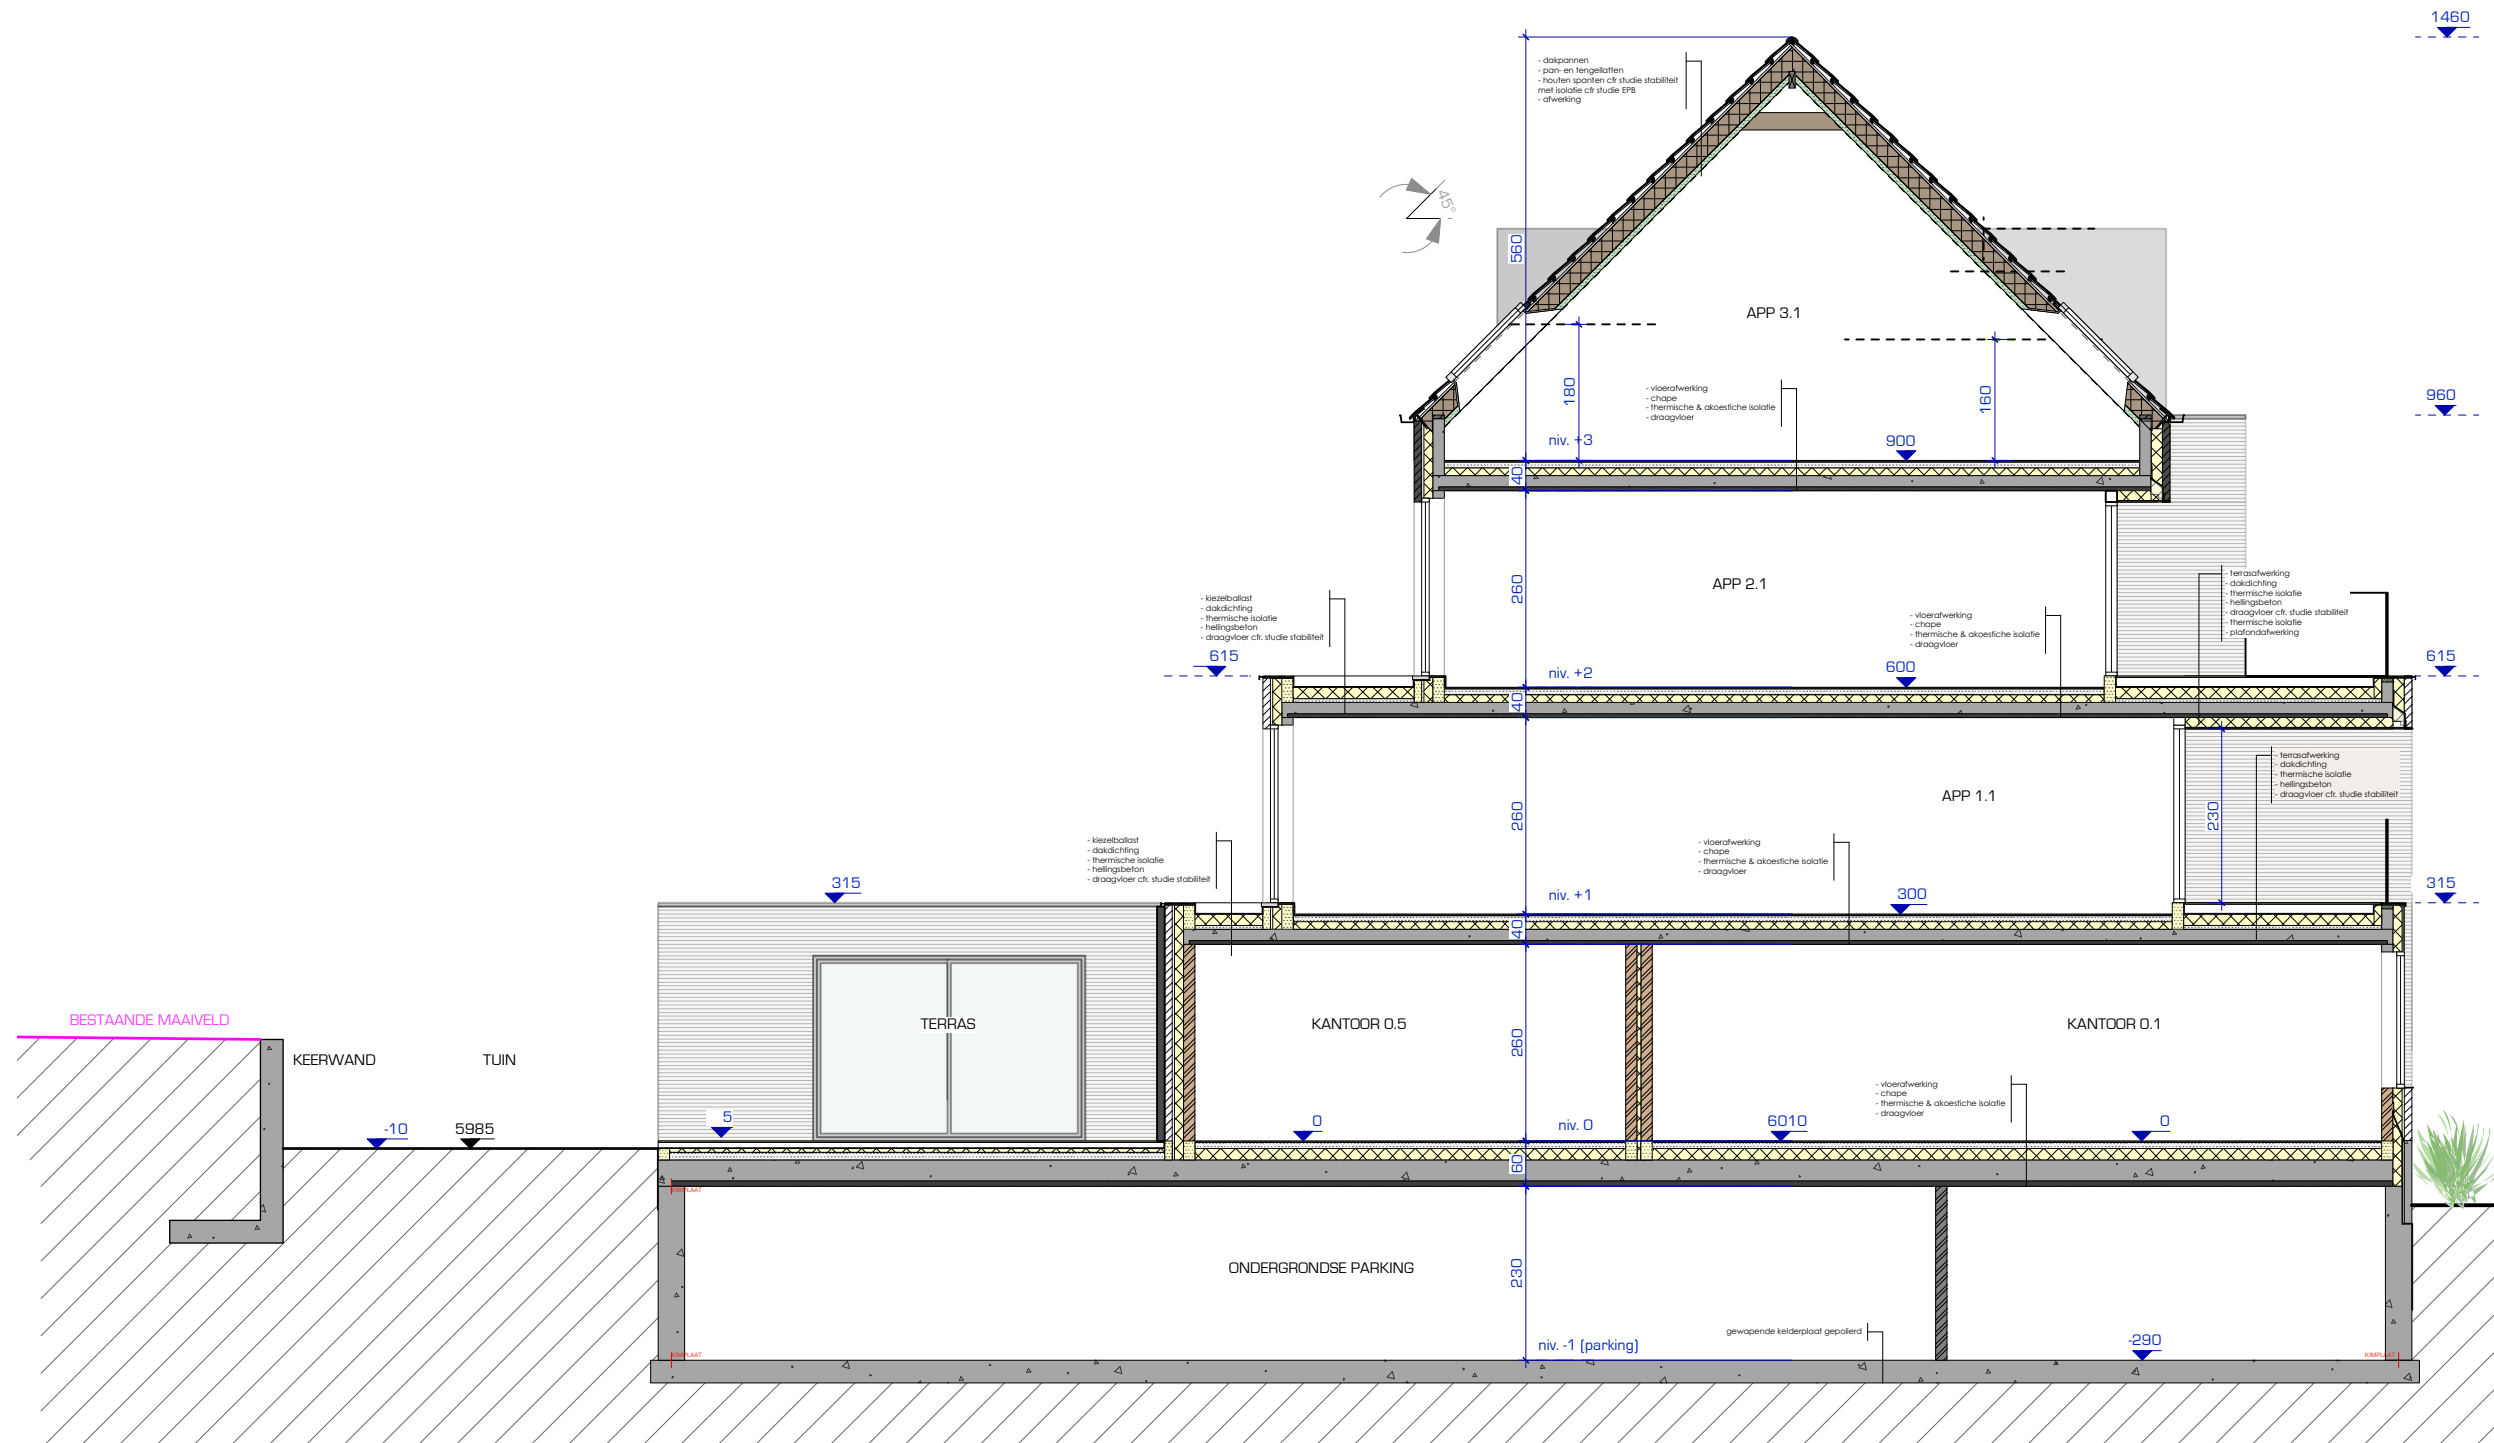 1460
- dakpannen
- pan- en tengellatten
- houten spanten cfr studie stabiliteit
met isolatie cfr studie EPB
- afwerking
45°
560
APP 3.1
180
160
- vloerafwerking
- chape
- thermische & akoestiche isolatie
- draagvloer
960
niv. +3
900
40
APP 2.1
260
- kiezelballast
- dakdichting
- thermische isolatie
- hellingsbeton
- draagvloer cfr. studie stabiliteit
- vloerafwerking
- chape
- thermische & akoestiche isolatie
- draagvloer
- terrasafwerking
- dakdichting
- thermische isolatie
- hellingsbeton
- draagvloer cfr. studie stabiliteit
- thermische isolatie
- plafondafwerking
615
niv. +2
600
615
40
APP 1.1
260
230
- terrasafwerking
- dakdichting
- thermische isolatie
- hellingsbeton
- draagvloer cfr. studie stabiliteit
- kiezelballast
- dakdichting
- thermische isolatie
- hellingsbeton
- draagvloer cfr. studie stabiliteit
- vloerafwerking
- chape
- thermische & akoestiche isolatie
- draagvloer
315
niv. +1
300
315
40
BESTAANDE MAAIVELD
KEERWAND
TUIN
TERRAS
KANTOOR 0.5
260
KANTOOR 0.1
- vloerafwerking
- chape
- thermische & akoestiche isolatie
- draagvloer
-10
5985
5
0
niv. 0
6010
0
60
KIMPLAAT
ONDERGRONDSE PARKING
230
gewapende kelderplaat gepolierd
niv. -1 (parking)
-290
KIMPLAAT
KIMPLAAT